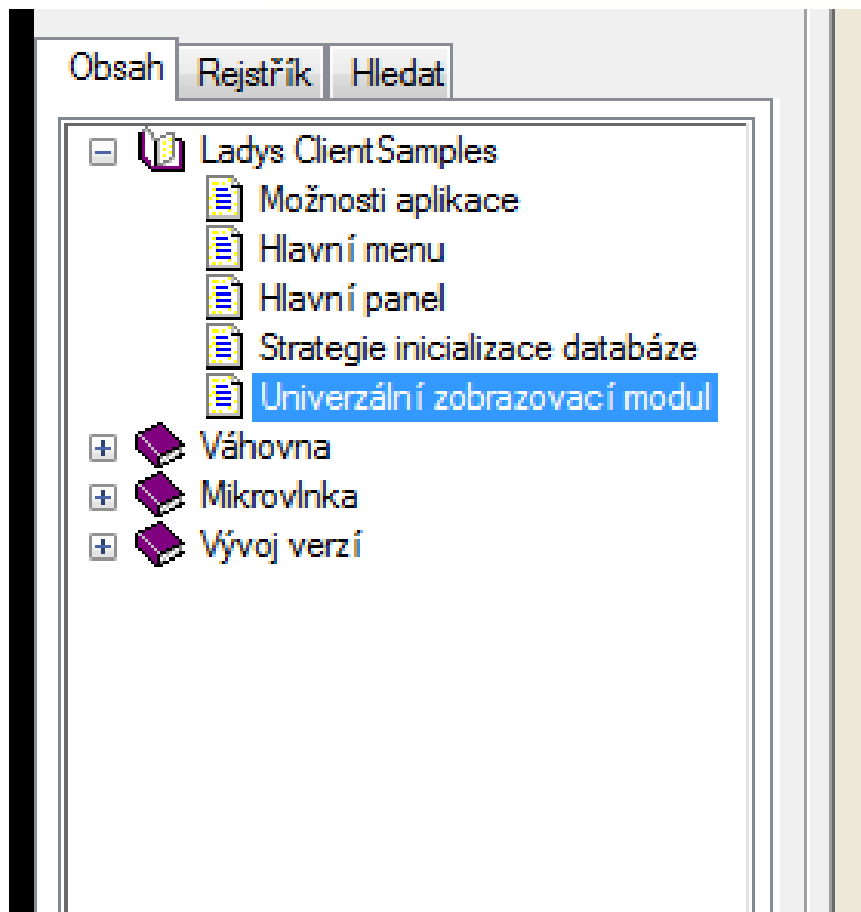 Obsah Rejstřík Hledat
Ladys ClientSamples
Možnosti aplikace
Hlavní menu
Hlavní panel
Strategie inicializace databáze
Univerzální zobrazovací modul
Váhovna
Mikrovlnka
Vývoj verzí